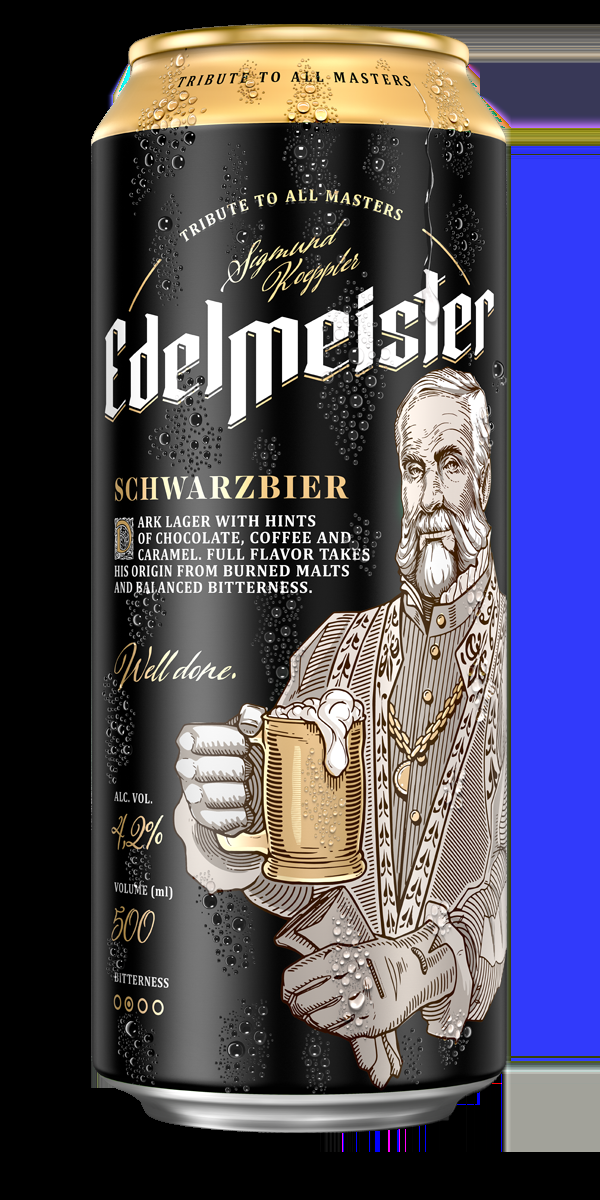 TRIBUTE TO ALL MASTERS
TRIBUTE TO ALL MASTERS
Sigmund
Koeppler
Edelmeister
SCHWARZBIER
DARK LAGER WITH HINTS
OF CHOCOLATE, COFFEE AND
CARAMEL. FULL FLAVOR TAKES
HIS ORIGIN FROM BURNED MALTS
AND BALANCED BITTERNESS.
Well done.
ALC. VOL.
4,2%
VOLUME (ml)
500
BITTERNESS